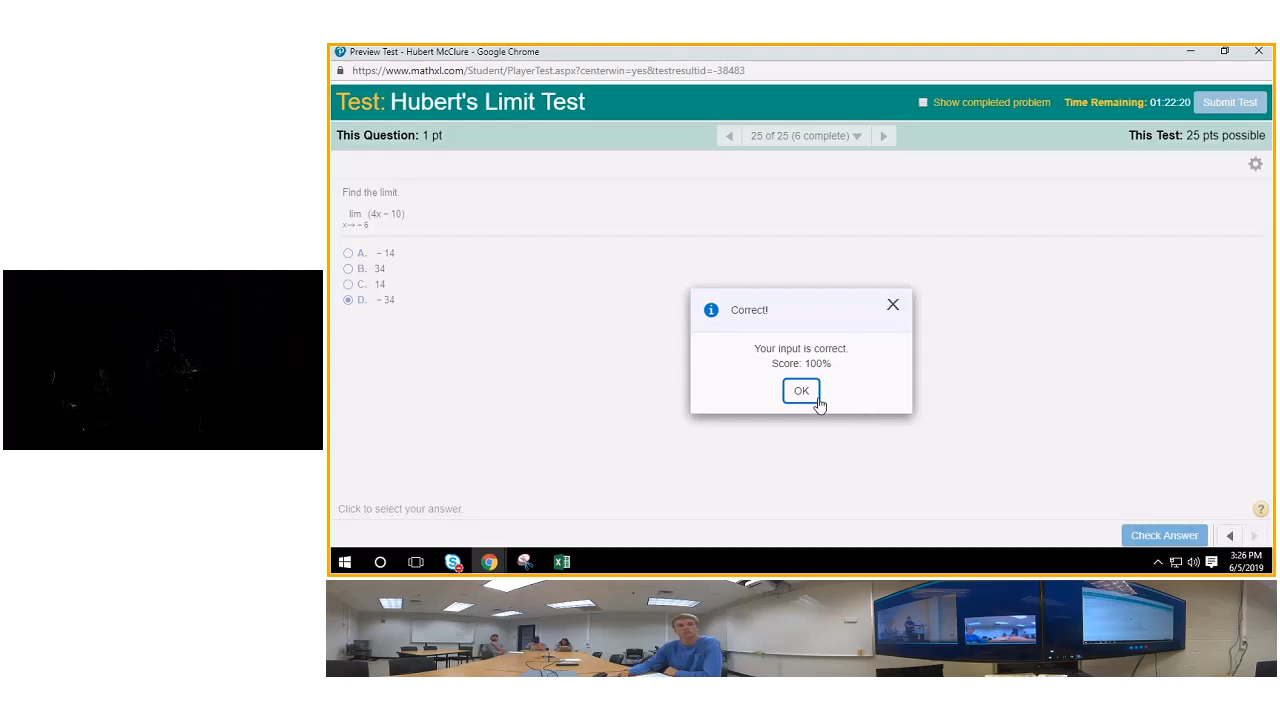 Preview Test - Hubert McClure - Google Chrome
https://www.mathxl.com/Student/PlayerTest.aspx?centerwin=yes&testresultid=-38483
Test: Hubert's Limit Test
Show completed problem Time Remaining: 01:22:20 Submit Test
This Question: 1 pt
25 of 25 (6 complete)
This Test: 25 pts possible
Find the limit.
lim (4x − 10)
x→ − 6
A. − 14
B. 34
C. 14
D. − 34
Correct!
Your input is correct.
Score: 100%
OK
Click to select your answer.
?
Check Answer
3:26 PM
6/5/2019